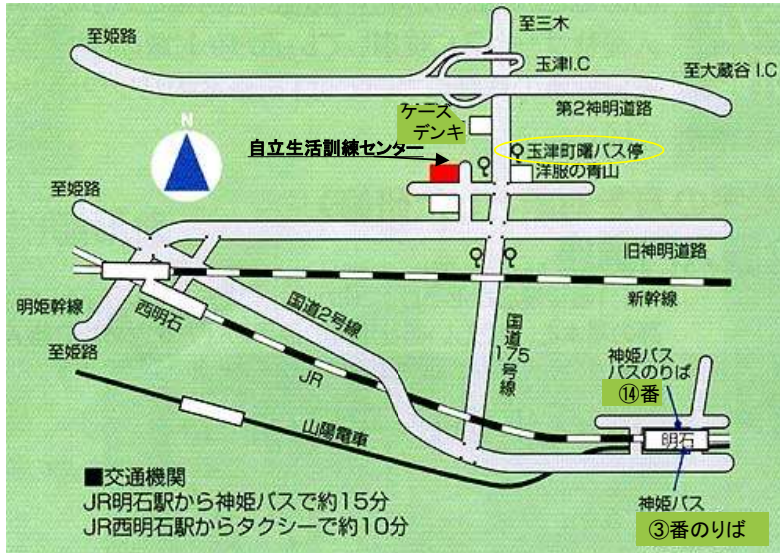 至三木
至姫路
玉津I.C
至大蔵谷 I.C
第2神明道路
ケーズ
デンキ
自立生活訓練センター
玉津町曙バス停
洋服の青山
N
至姫路
旧神明道路
新幹線
明姫幹線
西明石
国道2号線
国道175号線
至姫路
JR
神姫バス
バスのりば
⑭番
山陽電車
明石
■交通機関
JR明石駅から神姫バスで約15分
JR西明石駅からタクシーで約10分
神姫バス
③番のりば